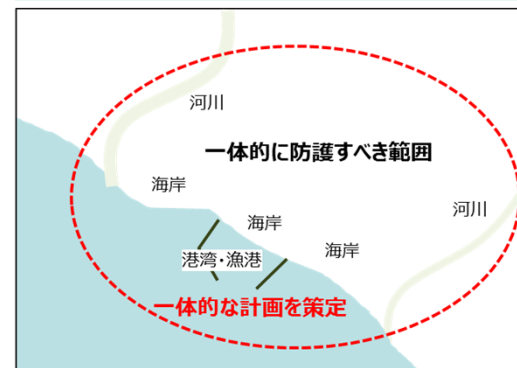 河川
一体的に防護すべき範囲
海岸
海岸
河川
海岸
港湾・漁港
一体的な計画を策定